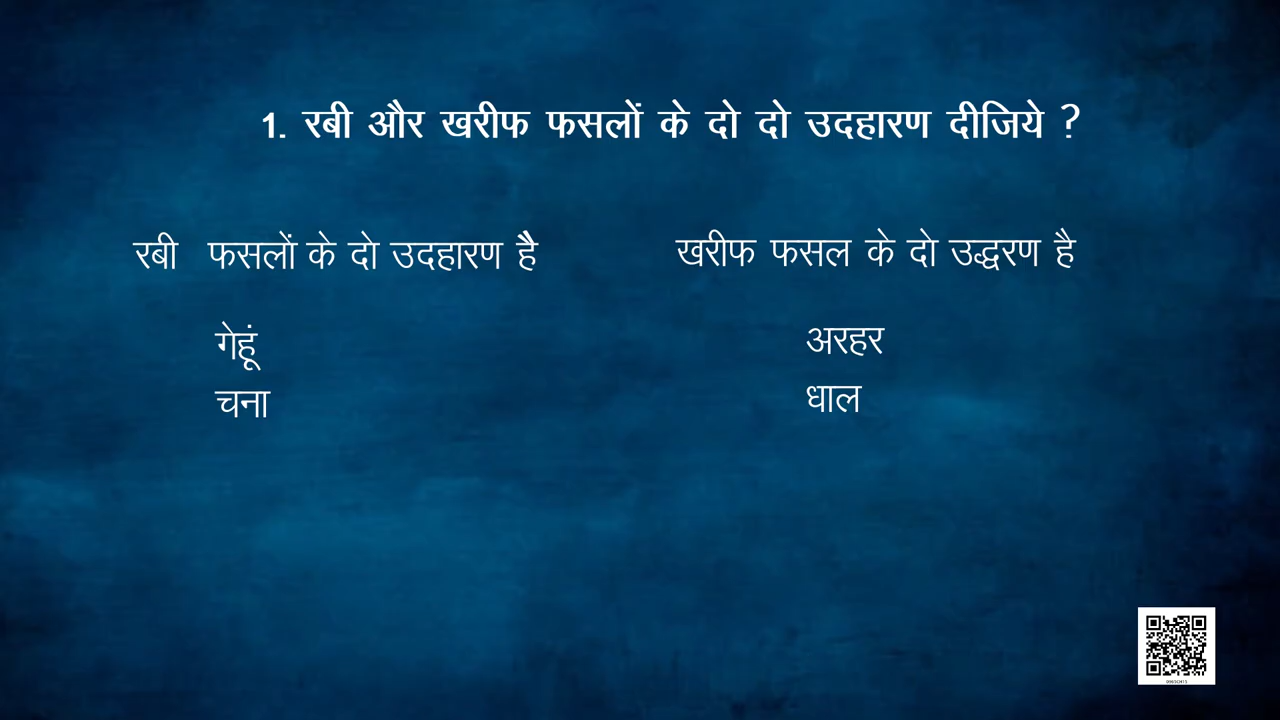 1. रबी और खरीफ फसलों के दो दो उदहारण दीजिये ?
रबी फसलों के दो उदहारण है
गेहूं
चना
खरीफ फसल के दो उद्धरण है
अरहर
धाल